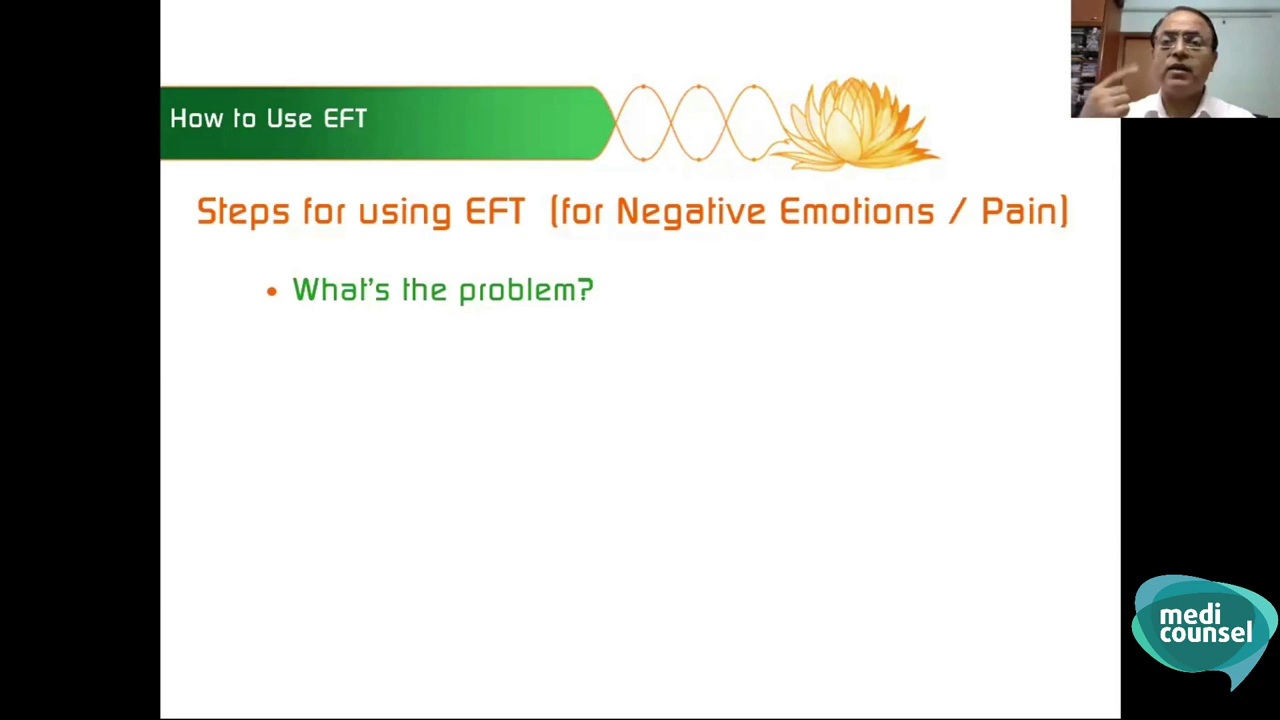 How to Use EFT
Steps for using EFT (for Negative Emotions / Pain)
• What's the problem?
medi
counsel